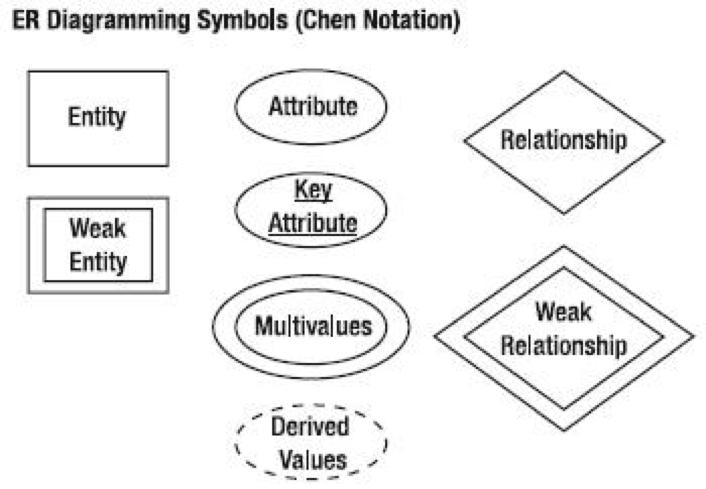 ER Diagramming Symbols (Chen Notation)
Entity
Weak
Entity
Attribute
Key
Attribute
Multivalues
Derived
Values
Relationship
Weak
Relationship